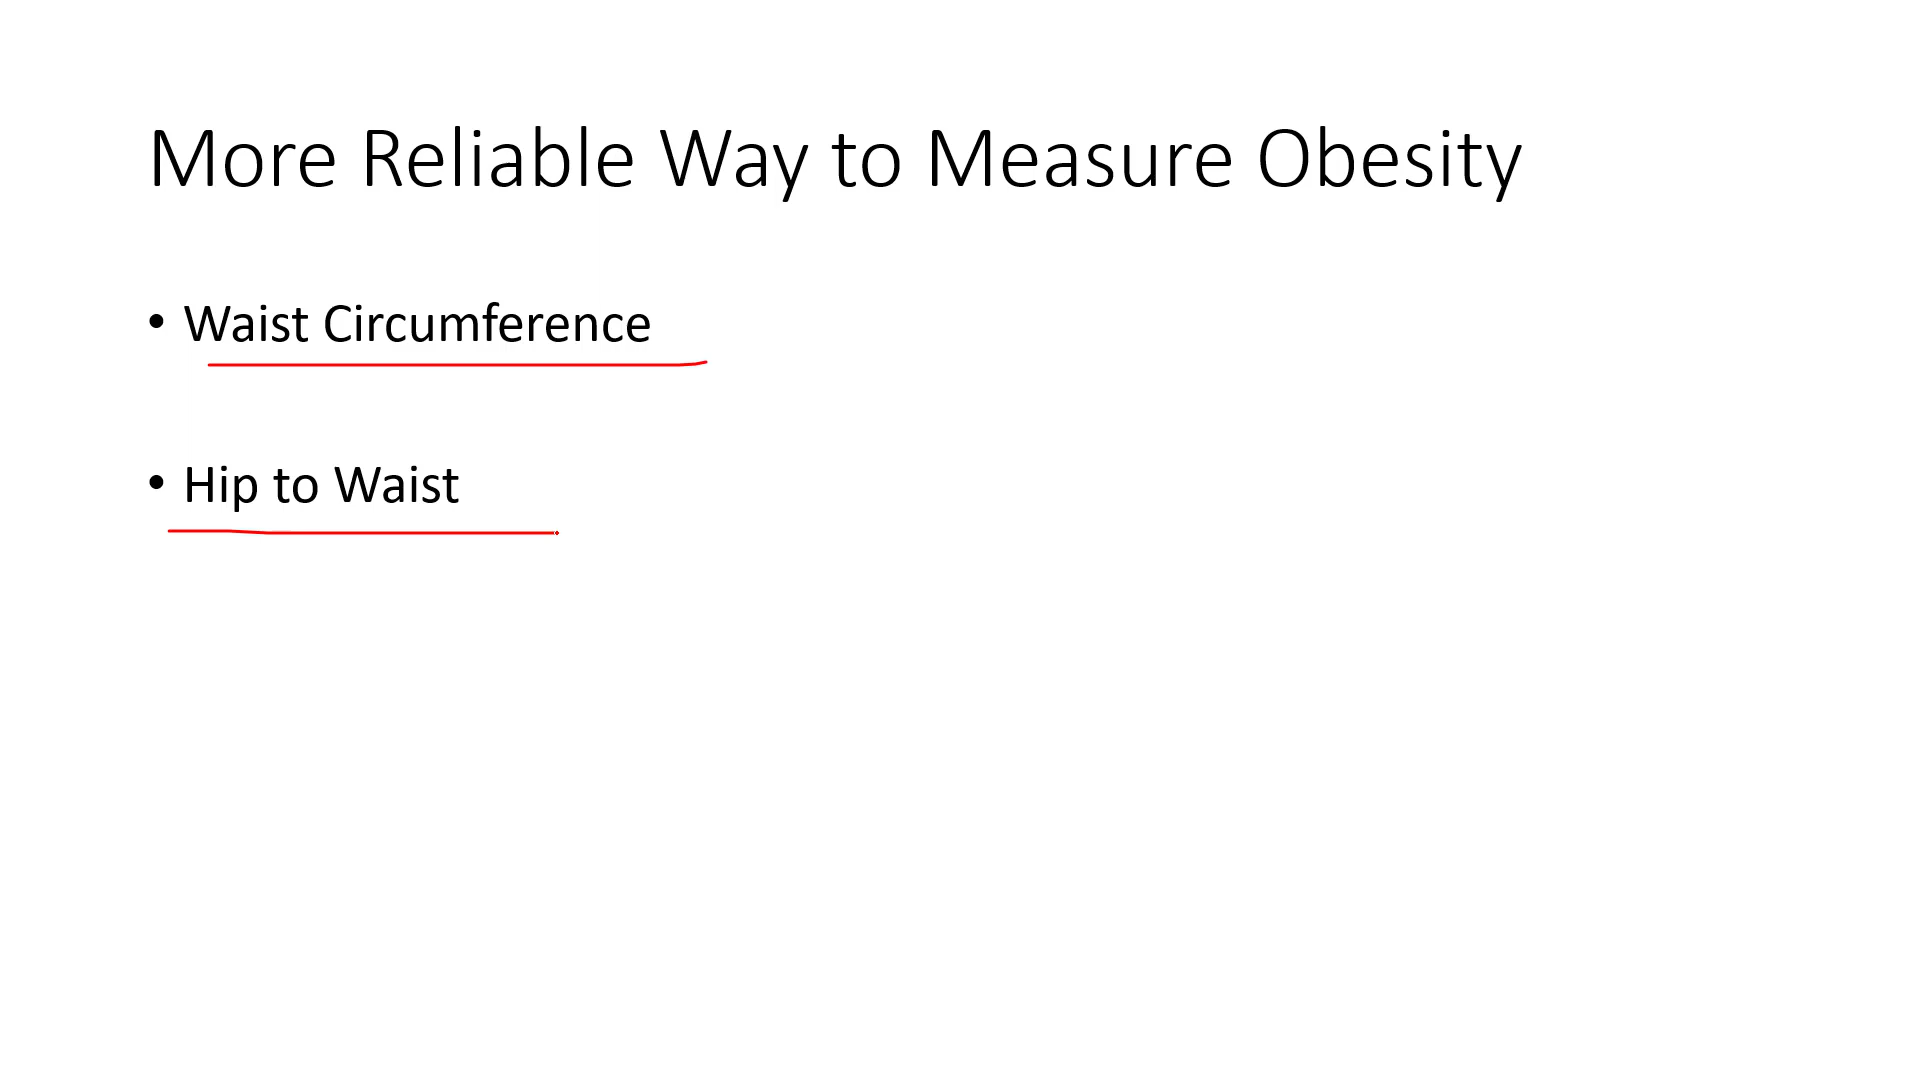 More Reliable Way to Measure Obesity
• Waist Circumference
• Hip to Waist